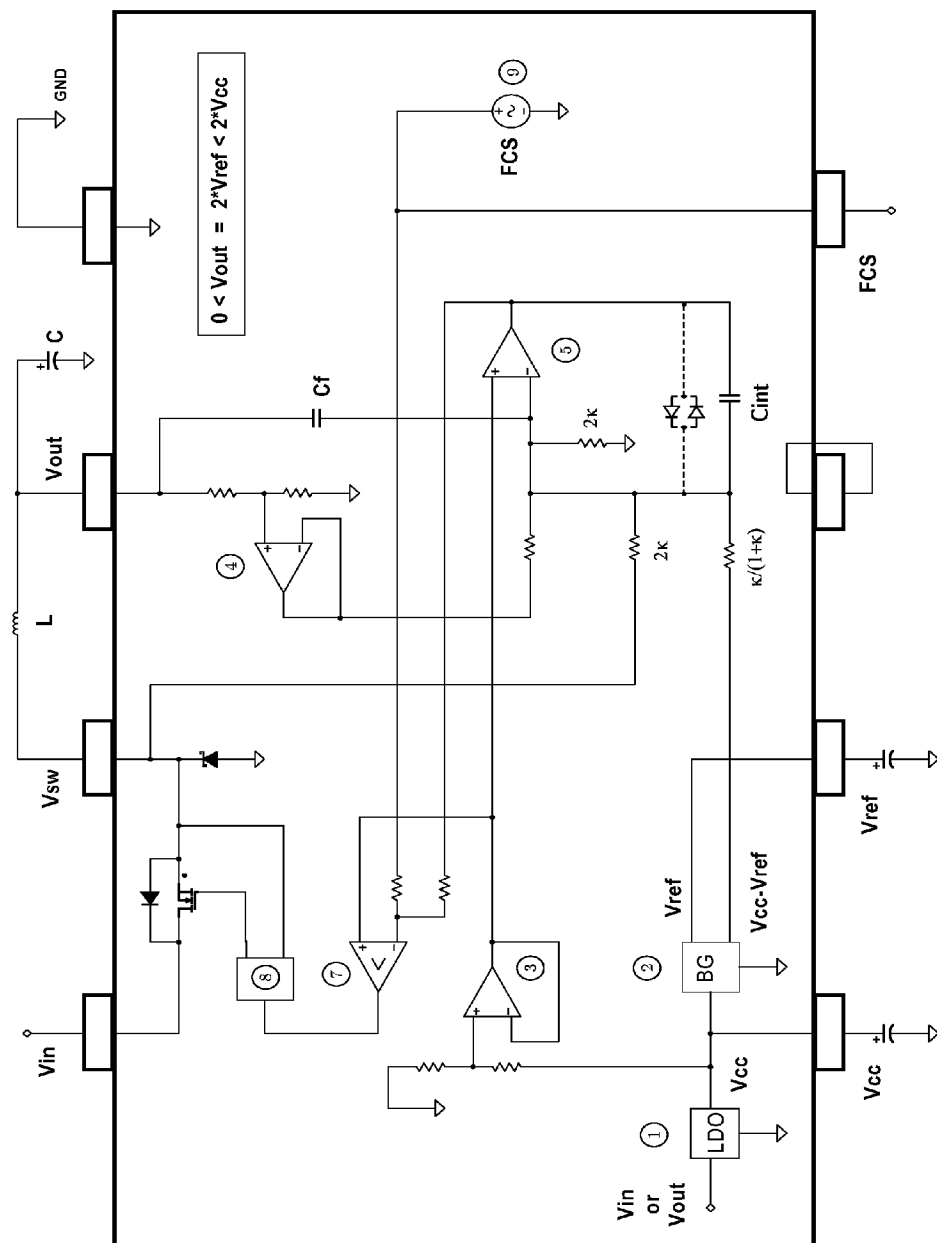 GND
0 < Vout = 2*Vref < 2*Vcc
+
C
Vout
L
Vsw
Vin
+
~
-
9
FCS
FCS
Cf
+
-
5
2κ
Cint
+
-
4
2κ
κ/(1+κ)
8
+
-
<
7
+
-
3
Vref
Vcc-Vref
2
BG
+
Vref
Vcc
+
Vcc
1
LDO
Vin
or
Vout